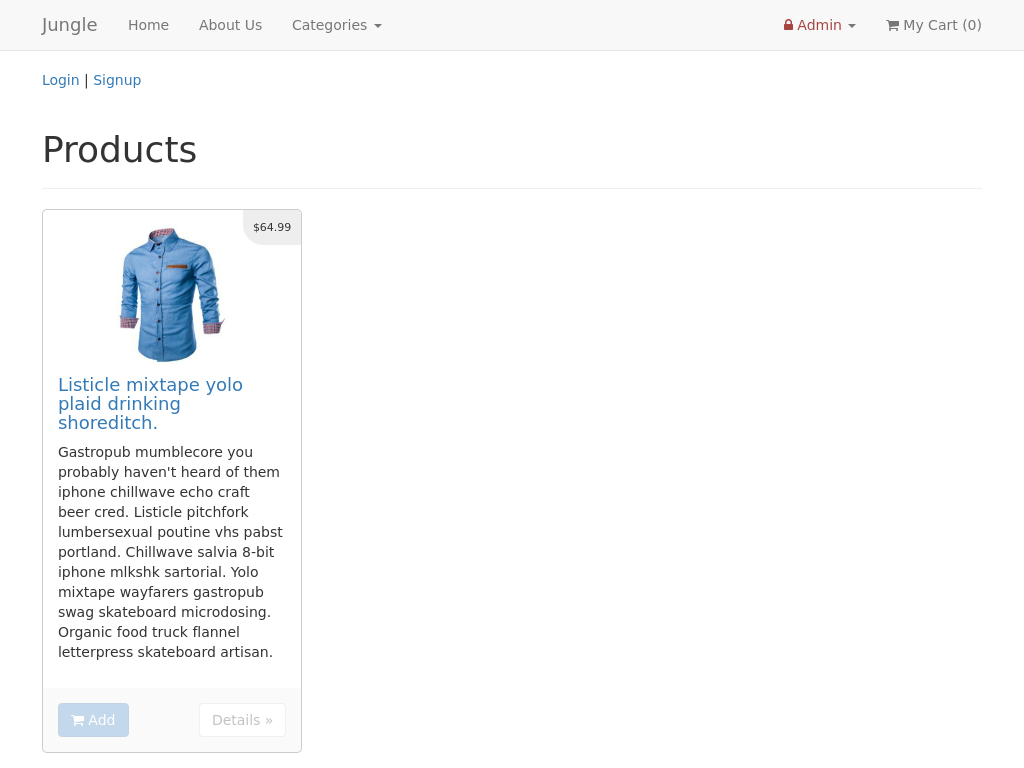 Jungle Home About Us Categories Admin My Cart (0)
Login | Signup
Products
$64.99
Listicle mixtape yolo
plaid drinking
shoreditch.
Gastropub mumblecore you
probably haven't heard of them
iphone chillwave echo craft
beer cred. Listicle pitchfork
lumbersexual poutine vhs pabst
portland. Chillwave salvia 8-bit
iphone mlkshk sartorial. Yolo
mixtape wayfarers gastropub
swag skateboard microdosing.
Organic food truck flannel
letterpress skateboard artisan.
Add Details »